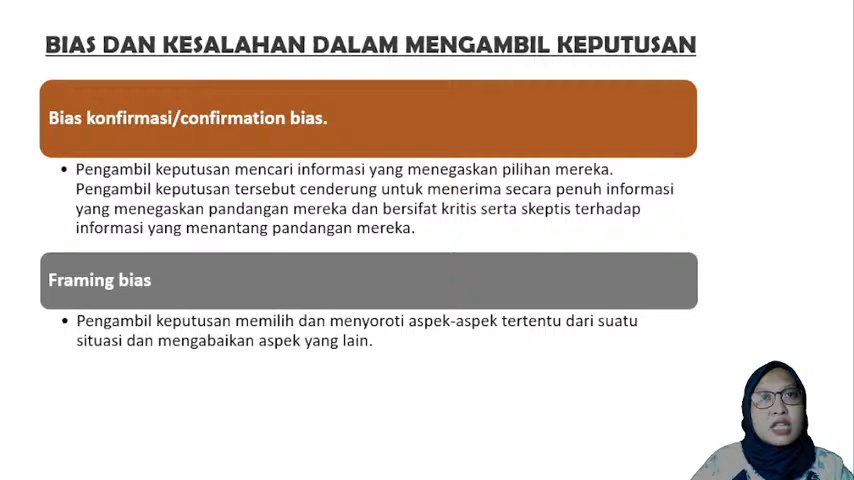 BIAS DAN KESALAHAN DALAM MENGAMBIL KEPUTUSAN
Bias konfirmasi/confirmation bias.
• Pengambil keputusan mencari informasi yang menegaskan pilihan mereka.
Pengambil keputusan tersebut cenderung untuk menerima secara penuh informasi
yang menegaskan pandangan mereka dan bersifat kritis serta skeptis terhadap
informasi yang menantang pandangan mereka.
Framing bias
• Pengambil keputusan memilih dan menyoroti aspek-aspek tertentu dari suatu
situasi dan mengabaikan aspek yang lain.